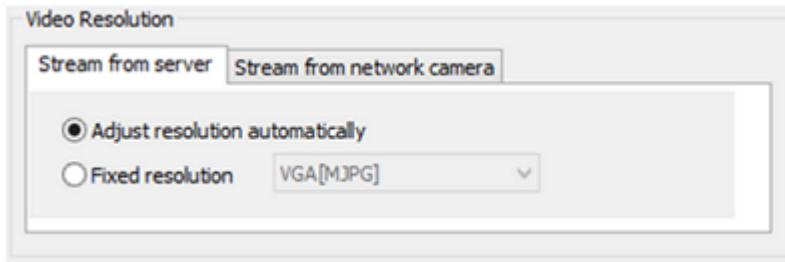 Video Resolution
Stream from server Stream from network camera
Adjust resolution automatically
Fixed resolution VGA[MJPG]